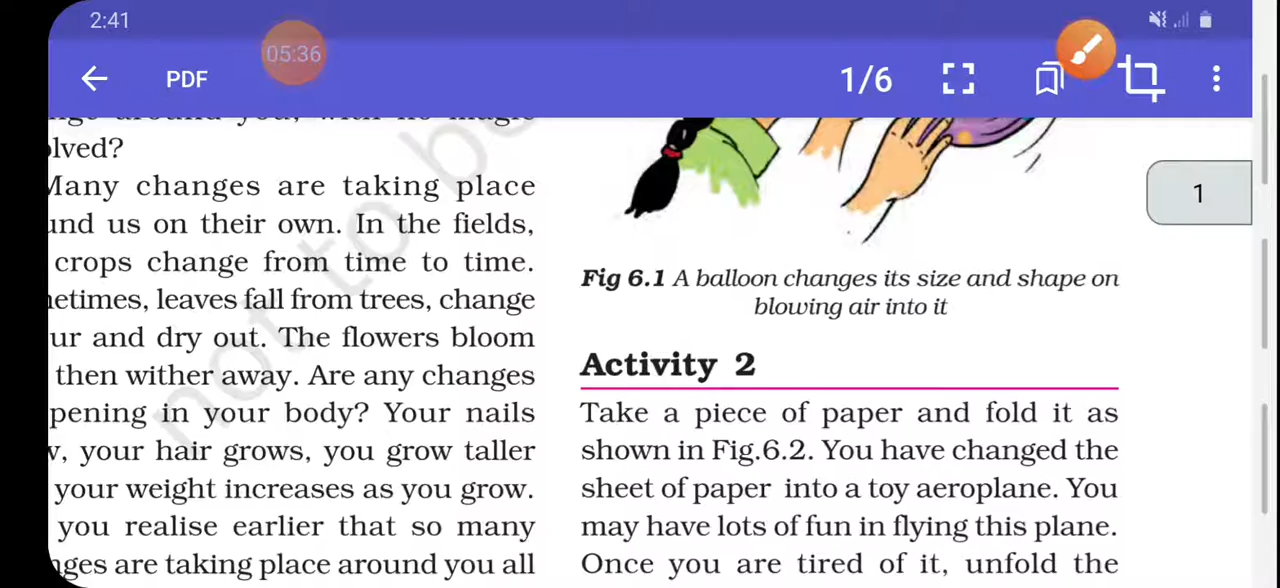 2:41
05:36
PDF
1/6
1
lved?
Many changes are taking place
und us on their own. In the fields,
crops change from time to time.
etimes, leaves fall from trees, change
ur and dry out. The flowers bloom
then wither away. Are any changes
pening in your body? Your nails
, your hair grows, you grow taller
your weight increases as you grow.
you realise earlier that so many
nges are taking place around you all
not to be
Fig 6.1 A balloon changes its size and shape on
blowing air into it
Activity 2
Take a piece of paper and fold it as
shown in Fig.6.2. You have changed the
sheet of paper into a toy aeroplane. You
may have lots of fun in flying this plane.
Once you are tired of it, unfold the